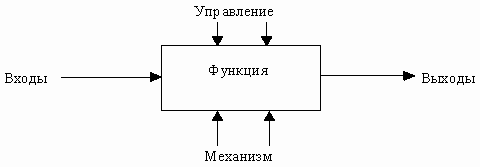 Управление
Функция
Входы
Выходы
Механизм